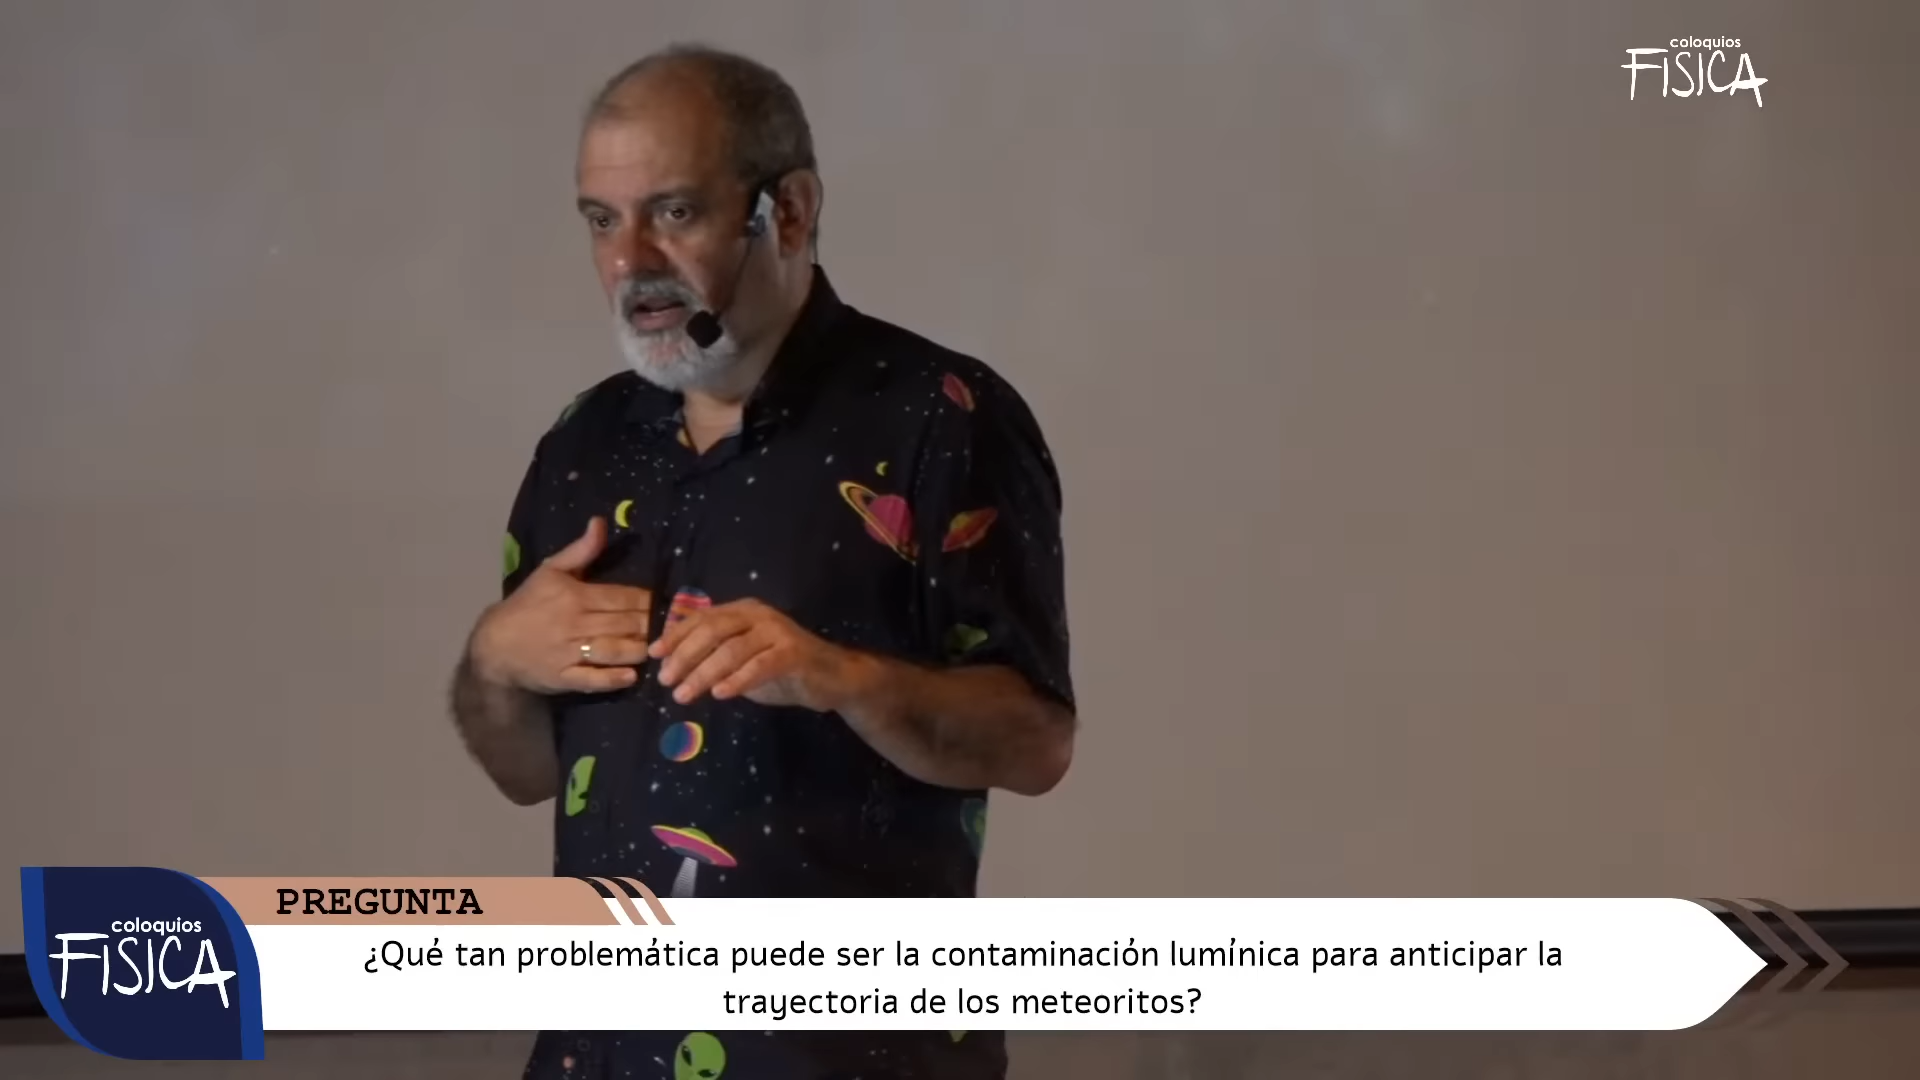 coloquios
FISICA
PREGUNTA
coloquios
FISICA
¿Qué tan problemática puede ser la contaminación lumínica para anticipar la
trayectoria de los meteoritos?